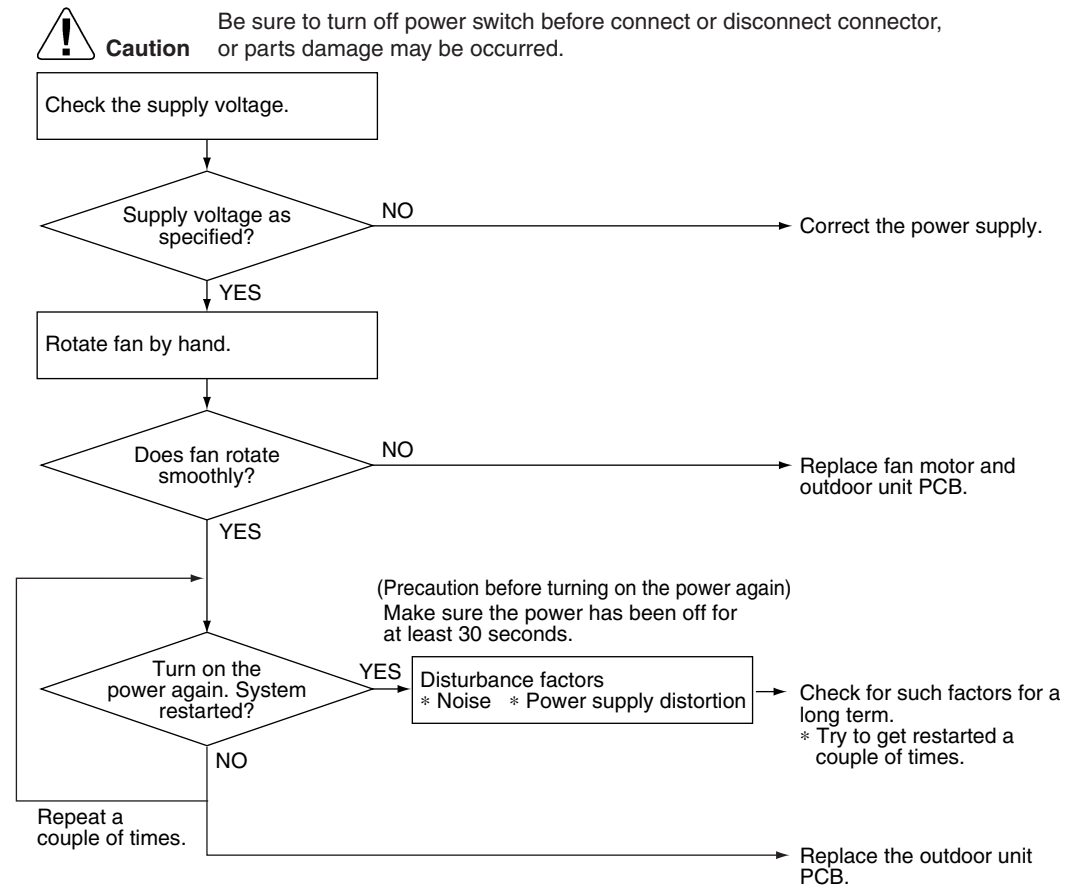 Be sure to turn off power switch before connect or disconnect connector,
Caution or parts damage may be occurred.
Check the supply voltage.
Supply voltage as
specified?
NO
Correct the power supply.
YES
Rotate fan by hand.
Does fan rotate
smoothly?
NO
Replace fan motor and
outdoor unit PCB.
YES
(Precaution before turning on the power again)
Make sure the power has been off for
at least 30 seconds.
Turn on the
power again. System
restarted?
YES
Disturbance factors
* Noise * Power supply distortion
Check for such factors for a
long term.
* Try to get restarted a
couple of times.
NO
Repeat a
couple of times.
Replace the outdoor unit
PCB.